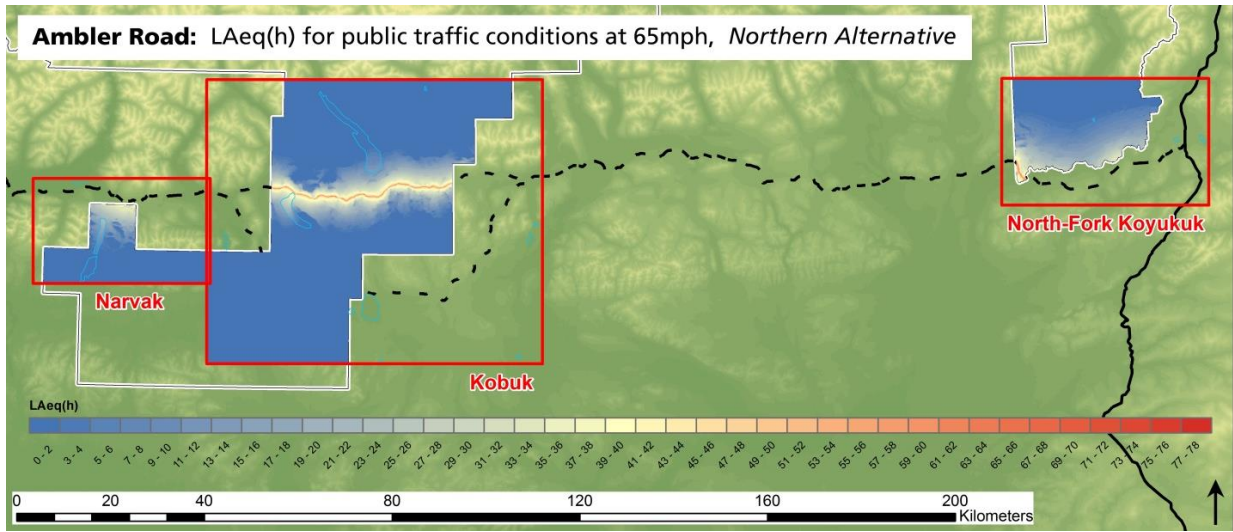 Ambler Road: LAeq(h) for public traffic conditions at 65mph, Northern Alternative
North-Fork Koyukuk
Narvak
Kobuk
LAeq(h)
0 - 2
3 - 4
5 - 6
7 - 8
9 - 10
11 - 12
13 - 14
15 - 16
17 - 18
19 - 20
21 - 22
23 - 24
25 - 26
27 - 28
29 - 30
31 - 32
33 - 34
35 - 36
37 - 38
39 - 40
41 - 42
43 - 44
45 - 46
47 - 48
49 - 50
51 - 52
53 - 54
55 - 56
57 - 58
59 - 60
61 - 62
63 - 64
65 - 66
67 - 68
69 - 70
71 - 72
73 - 74
75 - 76
77 - 78
0 20 40 80 120 160 200
Kilometers